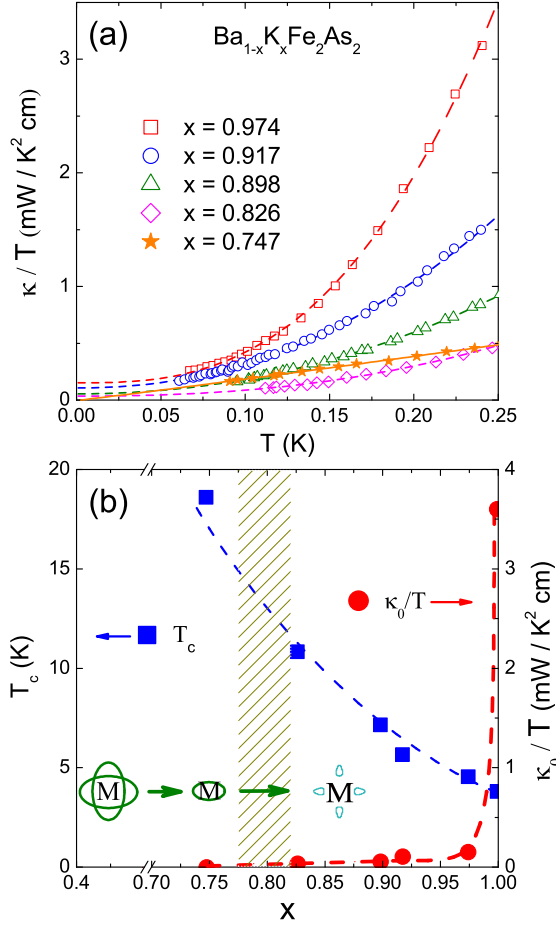 (a) Ba1-xKxFe2As2
x = 0.974
x = 0.917
x = 0.898
x = 0.826
x = 0.747
κ / T (mW / K² cm)
3
2
1
0
0.00 0.05 0.10 0.15 0.20 0.25
T (K)
(b)
20
15
10
5
0
Tc (K)
Tc
κ0/T
M M M
4
3
2
1
0
κ0/T (mW / K² cm)
0.4 0.70 0.75 0.80 0.85 0.90 0.95 1.00
x